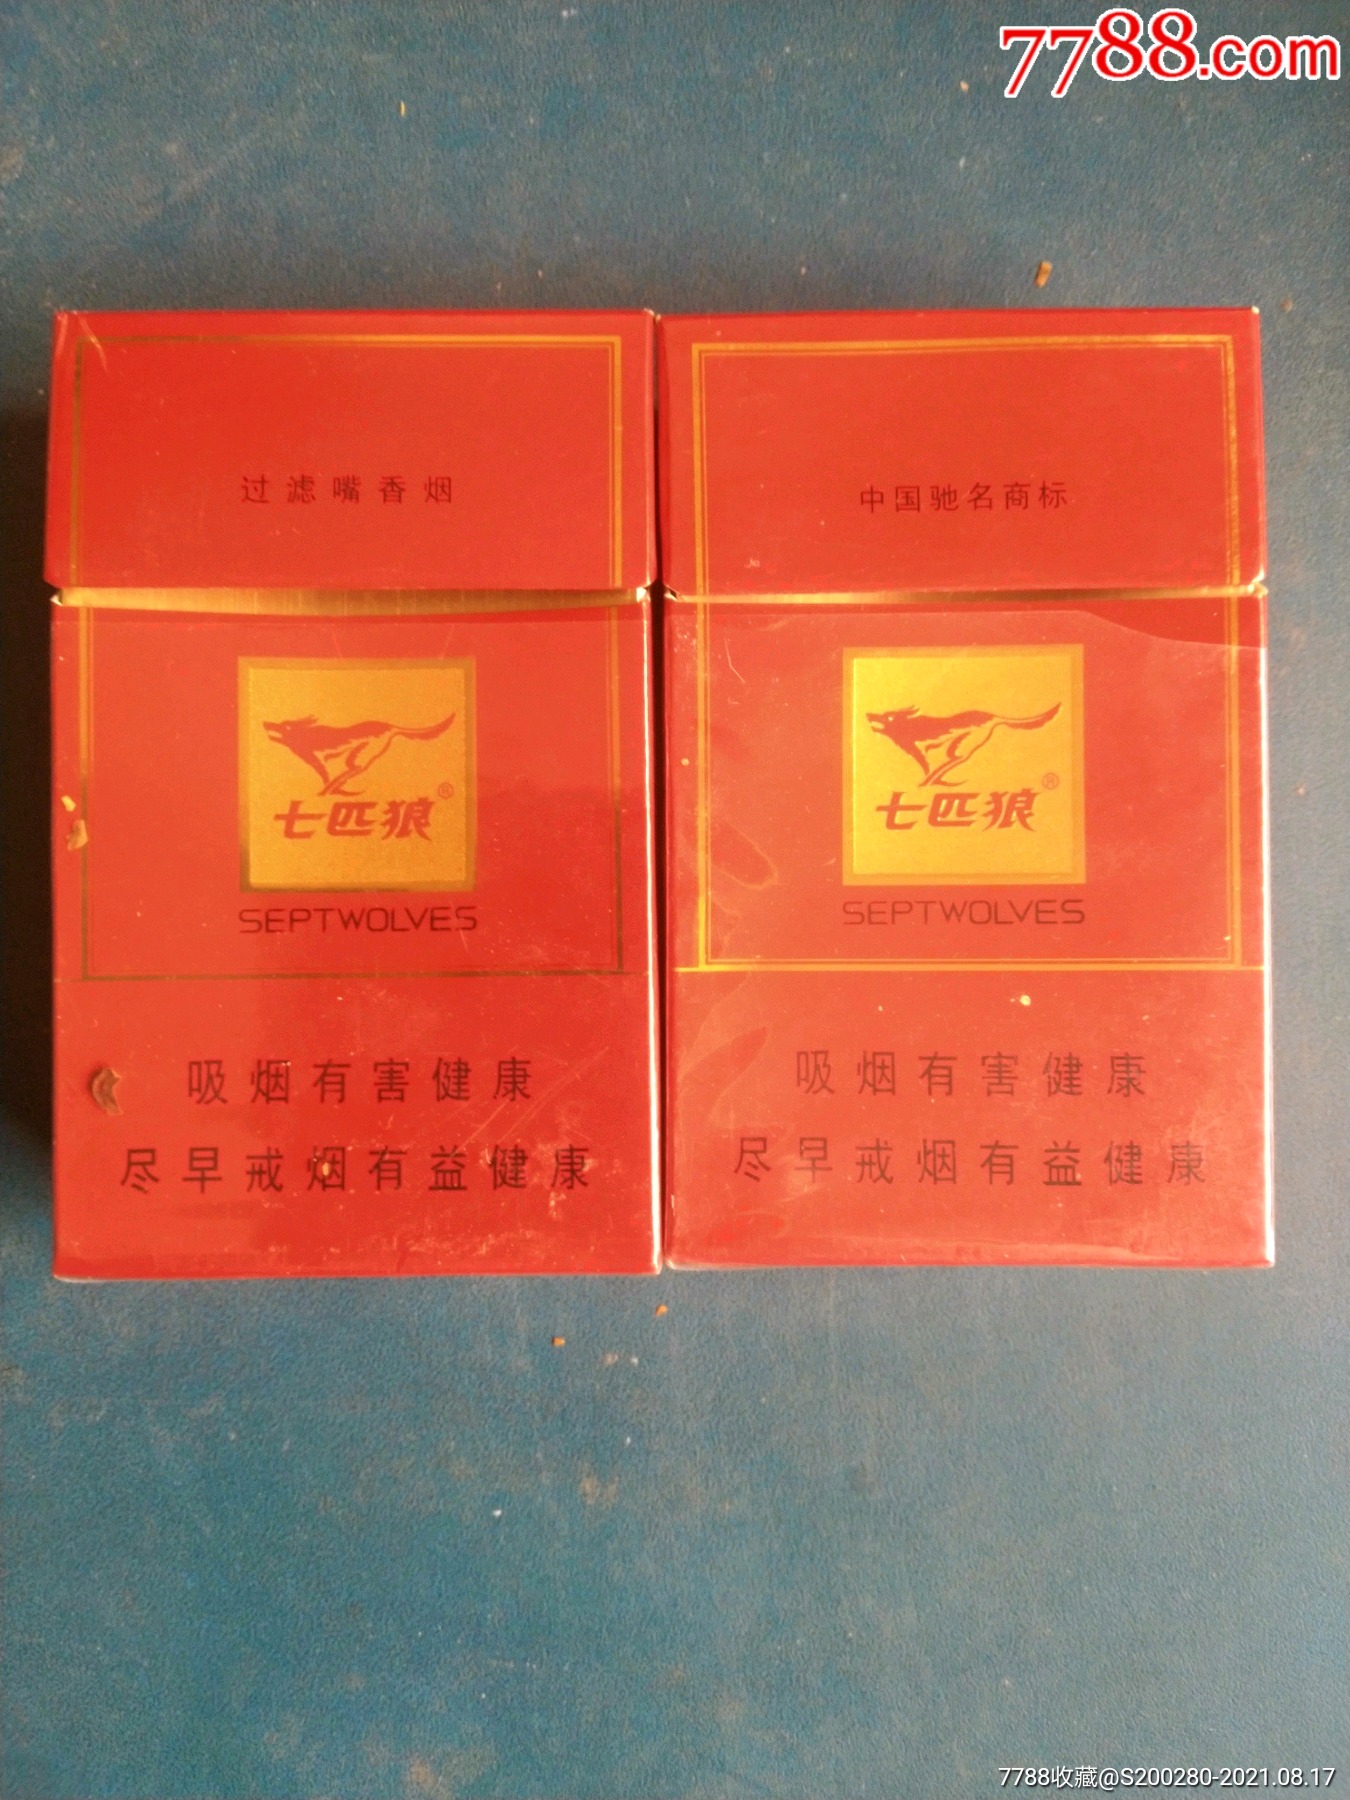 7788.com
过滤嘴香烟
七匹狼®
SEPTWOLVES
吸烟有害健康
尽早戒烟有益健康
中国驰名商标
七匹狼®
SEPTWOLVES
吸烟有害健康
尽早戒烟有益健康
7788收藏@S200280-2021.08.17